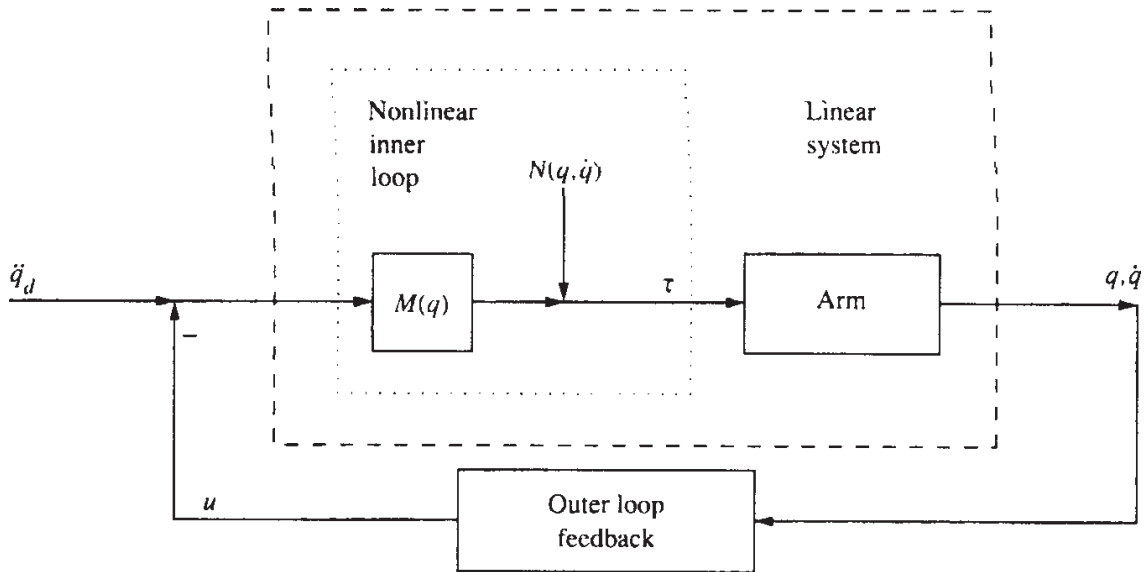 Nonlinear
inner
loop
Linear
system
N(q,q̇)
q̈d
M(q)
τ
Arm
q,q̇
−
u
Outer loop
feedback